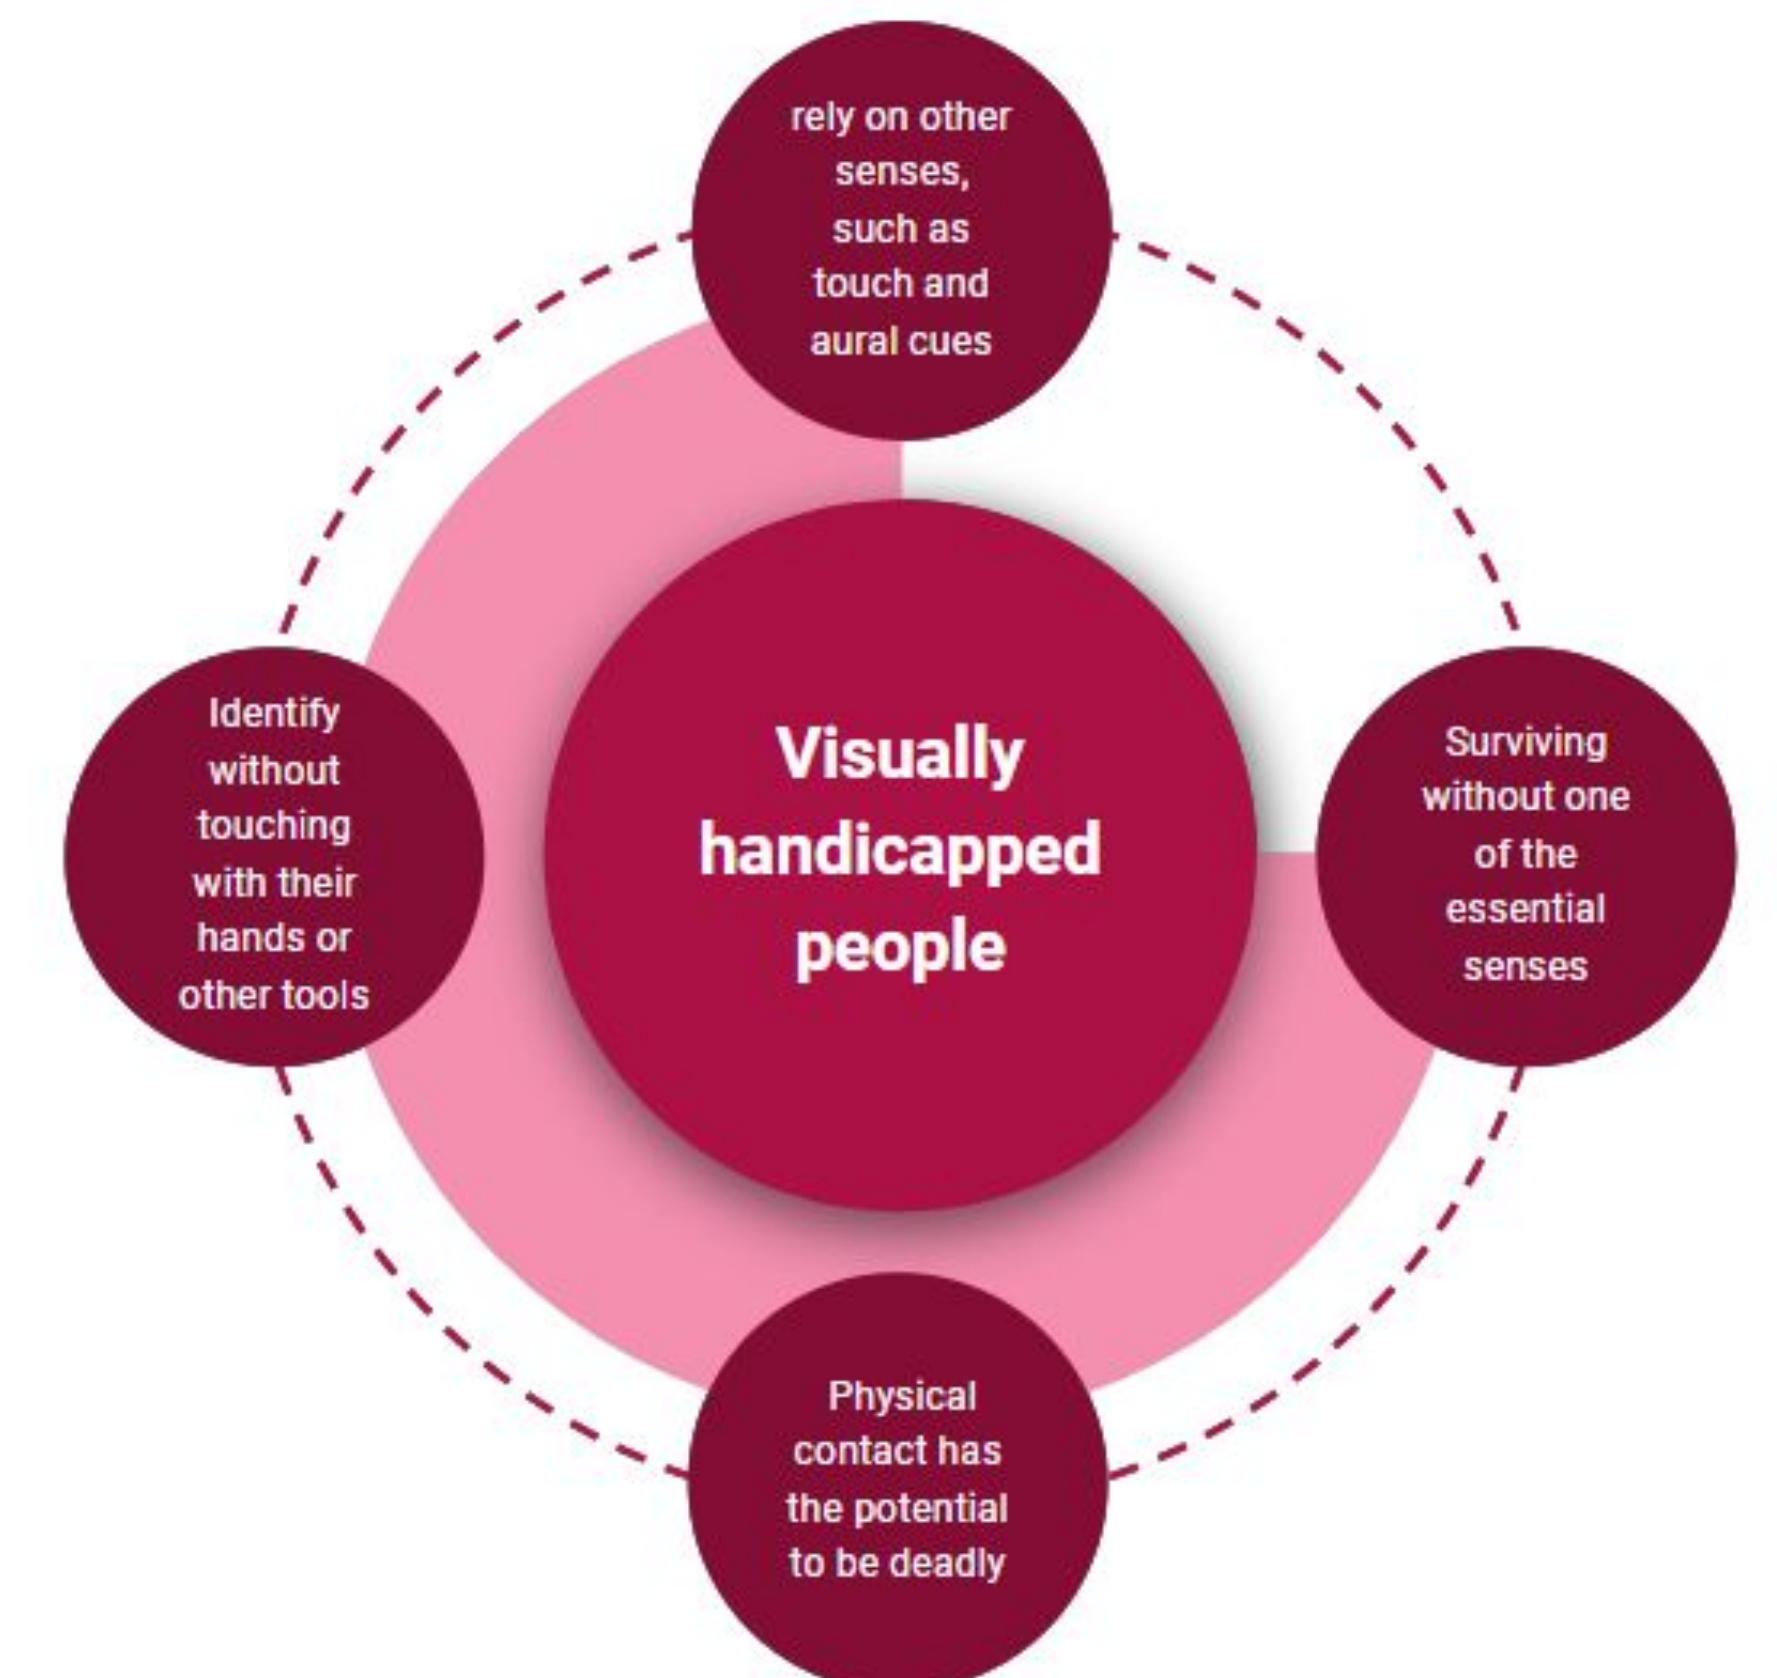 rely on other
senses,
such as
touch and
aural cues
Identify
without
touching
with their
hands or
other tools
Visually
handicapped
people
Surviving
without one
of the
essential
senses
Physical
contact has
the potential
to be deadly